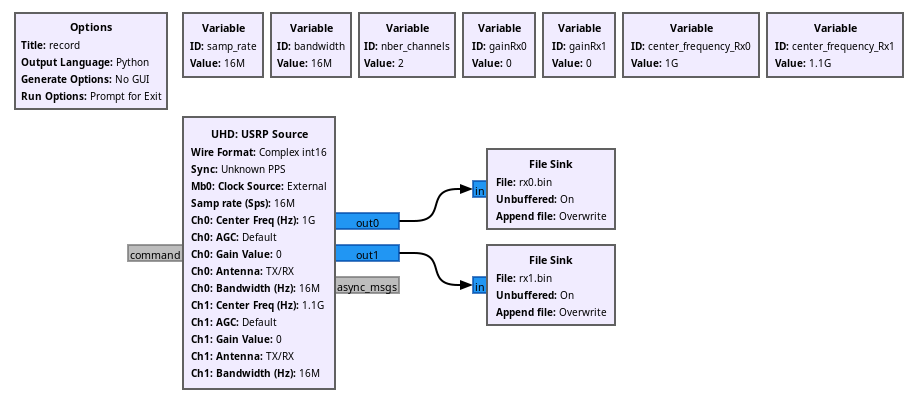 Options
Title: record
Output Language: Python
Generate Options: No GUI
Run Options: Prompt for Exit
Variable
ID: samp_rate
Value: 16M
Variable
ID: bandwidth
Value: 16M
Variable
ID: nber_channels
Value: 2
Variable
ID: gainRx0
Value: 0
Variable
ID: gainRx1
Value: 0
Variable
ID: center_frequency_Rx0
Value: 1G
Variable
ID: center_frequency_Rx1
Value: 1.1G
command
UHD: USRP Source
Wire Format: Complex int16
Sync: Unknown PPS
Mb0: Clock Source: External
Samp rate (Sps): 16M
Ch0: Center Freq (Hz): 1G
Ch0: AGC: Default
Ch0: Gain Value: 0
Ch0: Antenna: TX/RX
Ch0: Bandwidth (Hz): 16M
Ch1: Center Freq (Hz): 1.1G
Ch1: AGC: Default
Ch1: Gain Value: 0
Ch1: Antenna: TX/RX
Ch1: Bandwidth (Hz): 16M
out0
out1
async_msgs
in
File Sink
File: rx0.bin
Unbuffered: On
Append file: Overwrite
in
File Sink
File: rx1.bin
Unbuffered: On
Append file: Overwrite